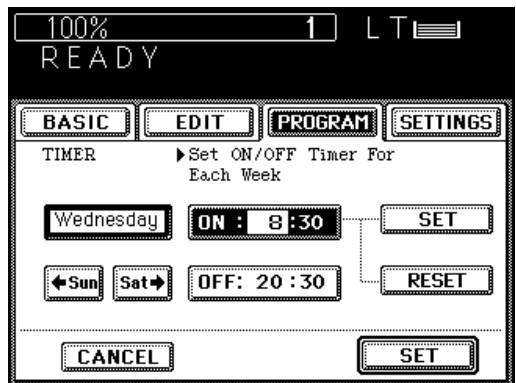 100% 1 LT
READY
BASIC EDIT PROGRAM SETTINGS
TIMER ▶Set ON/OFF Timer For
Each Week
Wednesday ON : 8:30 SET
←Sun Sat→ OFF: 20:30 RESET
CANCEL SET